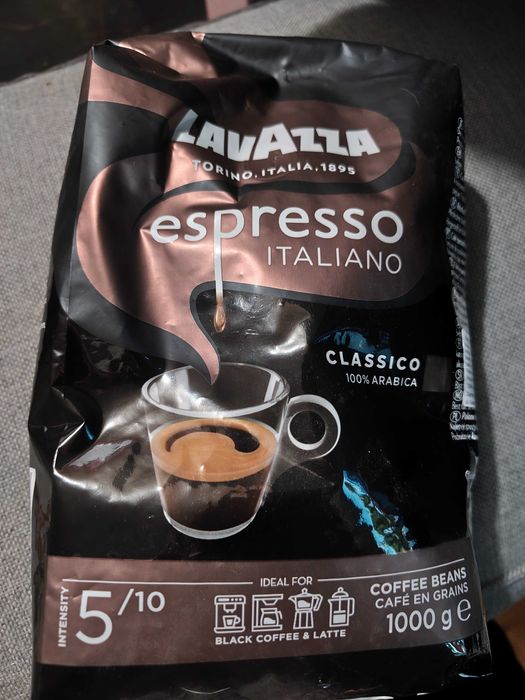 LAVAZZA
TORINO, ITALIA, 1895
espresso
ITALIANO
CLASSICO
100% ARABICA
INTENSITY
5/10
IDEAL FOR
BLACK COFFEE & LATTE
COFFEE BEANS
CAFÉ EN GRAINS
1000 g e